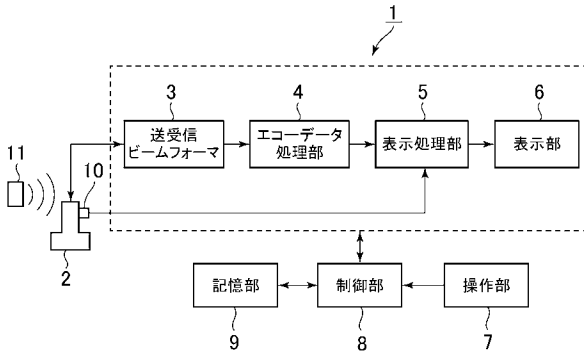 1
3
4
5
6
送受信
ビームフォーマ
エコーデータ
処理部
表示処理部
表示部
11
10
2
記憶部
制御部
操作部
9
8
7